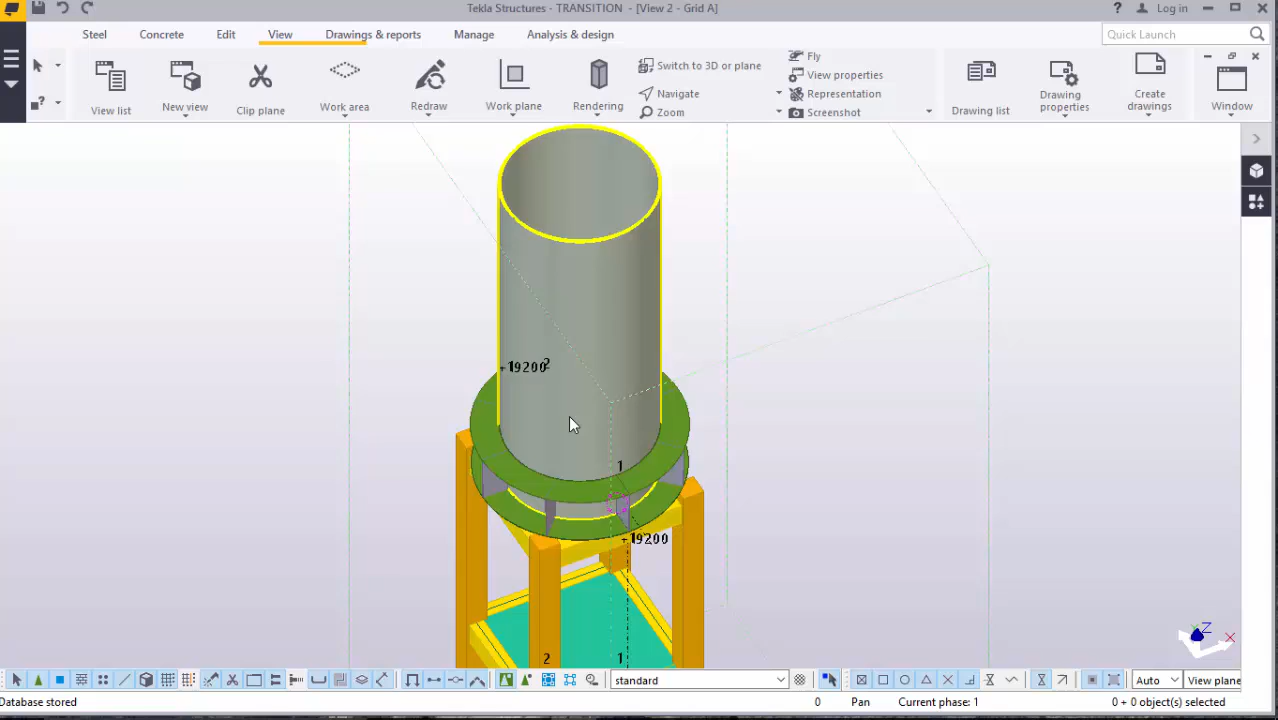 Tekla Structures - TRANSITION - [View 2 - Grid A]
? Log in
Steel Concrete Edit View Drawings & reports Manage Analysis & design
Quick Launch
View list
New view
Clip plane
Work area
Redraw
Work plane
Rendering
Switch to 3D or plane
Navigate
Zoom
Fly
View properties
Representation
Screenshot
Drawing list
Drawing
properties
Create
drawings
Window
+19200
2
1
+19200
2
1
Z
standard
Auto
View plane
Database stored
0
Pan
Current phase: 1
0 + 0 object(s) selected